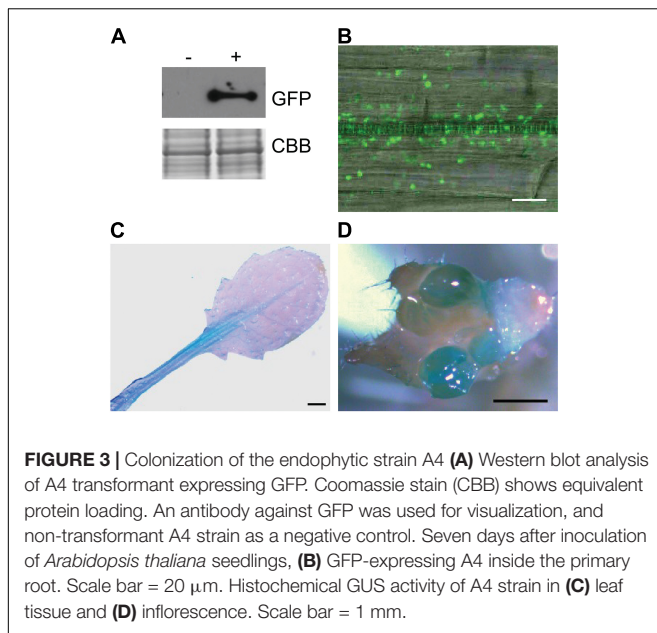 A
- +
GFP
CBB
B
C
D
FIGURE 3 | Colonization of the endophytic strain A4 (A) Western blot analysis
of A4 transformant expressing GFP. Coomassie stain (CBB) shows equivalent
protein loading. An antibody against GFP was used for visualization, and
non-transformant A4 strain as a negative control. Seven days after inoculation
of Arabidopsis thaliana seedlings, (B) GFP-expressing A4 inside the primary
root. Scale bar = 20 μm. Histochemical GUS activity of A4 strain in (C) leaf
tissue and (D) inflorescence. Scale bar = 1 mm.